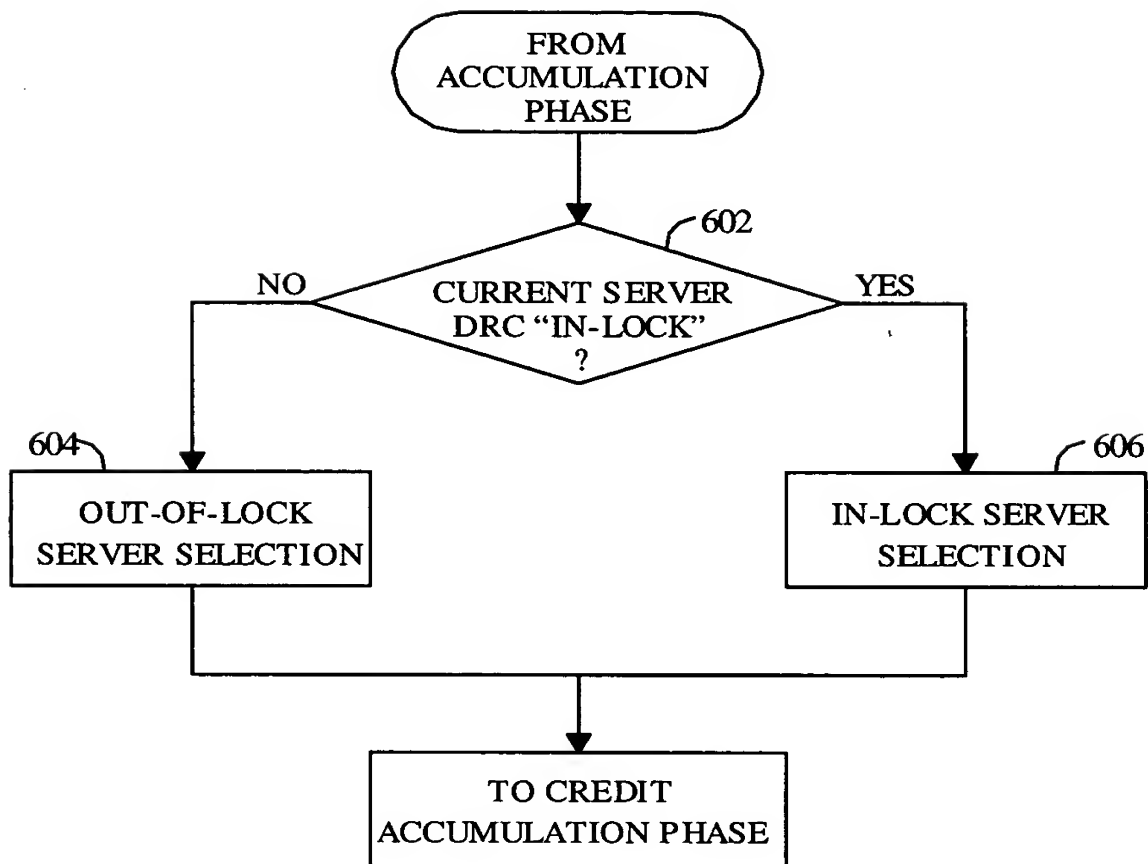 FROM
ACCUMULATION
PHASE
602
NO
YES
CURRENT SERVER
DRC “IN-LOCK”
?
604
606
OUT-OF-LOCK
SERVER SELECTION
IN-LOCK SERVER
SELECTION
TO CREDIT
ACCUMULATION PHASE